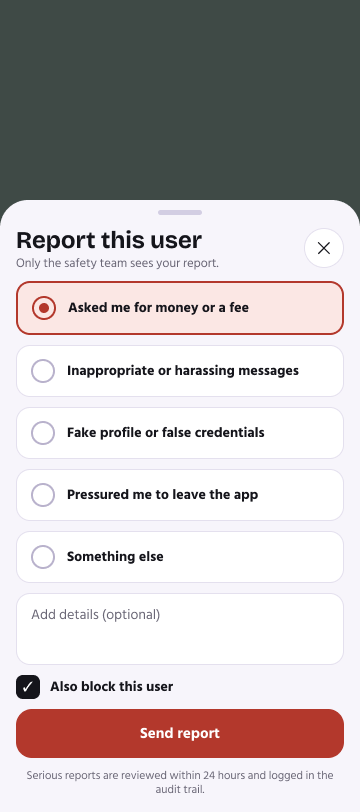 Report this user
Only the safety team sees your report.
Asked me for money or a fee
Inappropriate or harassing messages
Fake profile or false credentials
Pressured me to leave the app
Something else
Add details (optional)
Also block this user
Send report
Serious reports are reviewed within 24 hours and logged in the
audit trail.